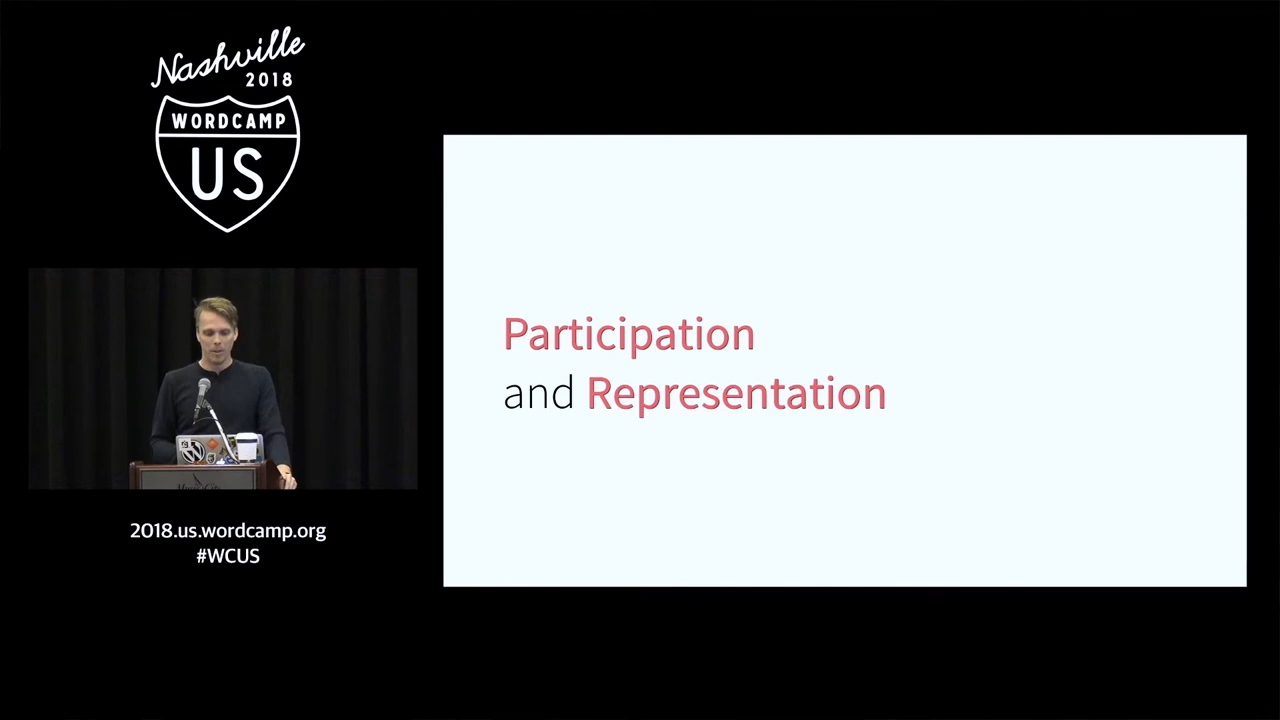 Nashville
2018
WORDCAMP
US
Participation
and Representation
2018.us.wordcamp.org
#WCUS